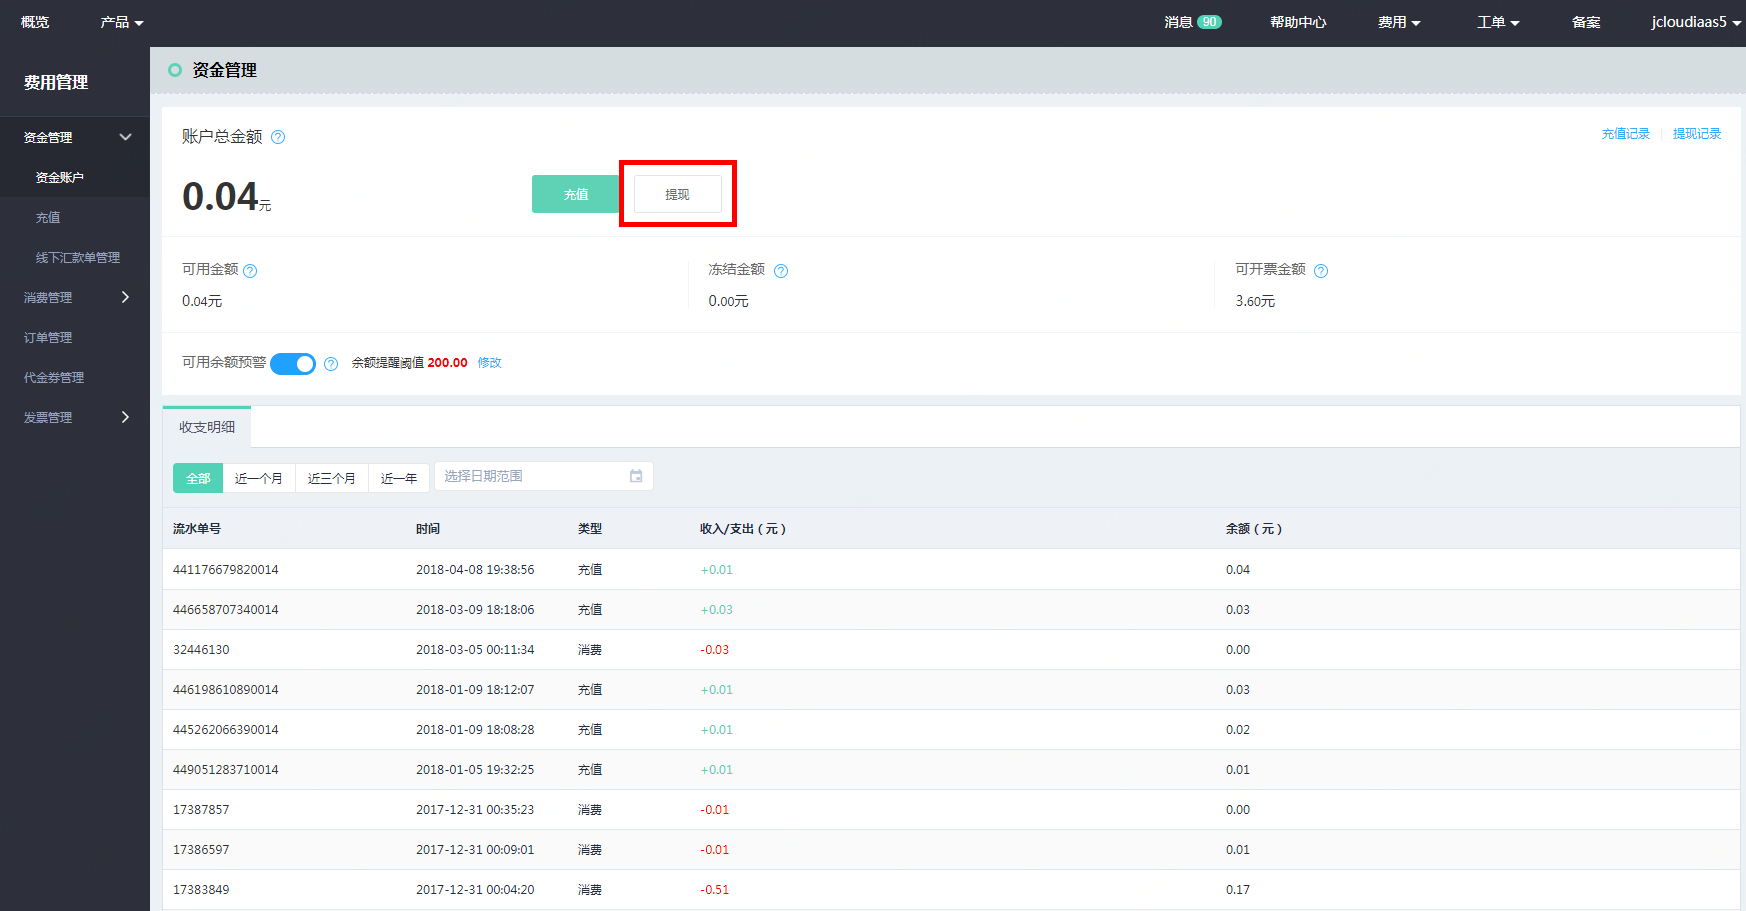 概览 产品 消息 90 帮助中心 费用 工单 备案 jcloudiaas5
费用管理
资金管理
资金账户
充值
线下汇款单管理
消费管理
订单管理
代金券管理
发票管理
资金管理
账户总金额 ? 充值记录 提现记录
0.04元 充值 提现
可用金额 ? 冻结金额 ? 可开票金额 ?
0.04元 0.00元 3.60元
可用余额预警 ? 余额提醒阈值 200.00 修改
收支明细
全部 近一个月 近三个月 近一年 选择日期范围
流水单号 时间 类型 收入/支出（元） 余额（元）
441176679820014 2018-04-08 19:38:56 充值 +0.01 0.04
446658707340014 2018-03-09 18:18:06 充值 +0.03 0.03
32446130 2018-03-05 00:11:34 消费 -0.03 0.00
446198610890014 2018-01-09 18:12:07 充值 +0.01 0.03
445262066390014 2018-01-09 18:08:28 充值 +0.01 0.02
449051283710014 2018-01-05 19:32:25 充值 +0.01 0.01
17387857 2017-12-31 00:35:23 消费 -0.01 0.00
17386597 2017-12-31 00:09:01 消费 -0.01 0.01
17383849 2017-12-31 00:04:20 消费 -0.51 0.17